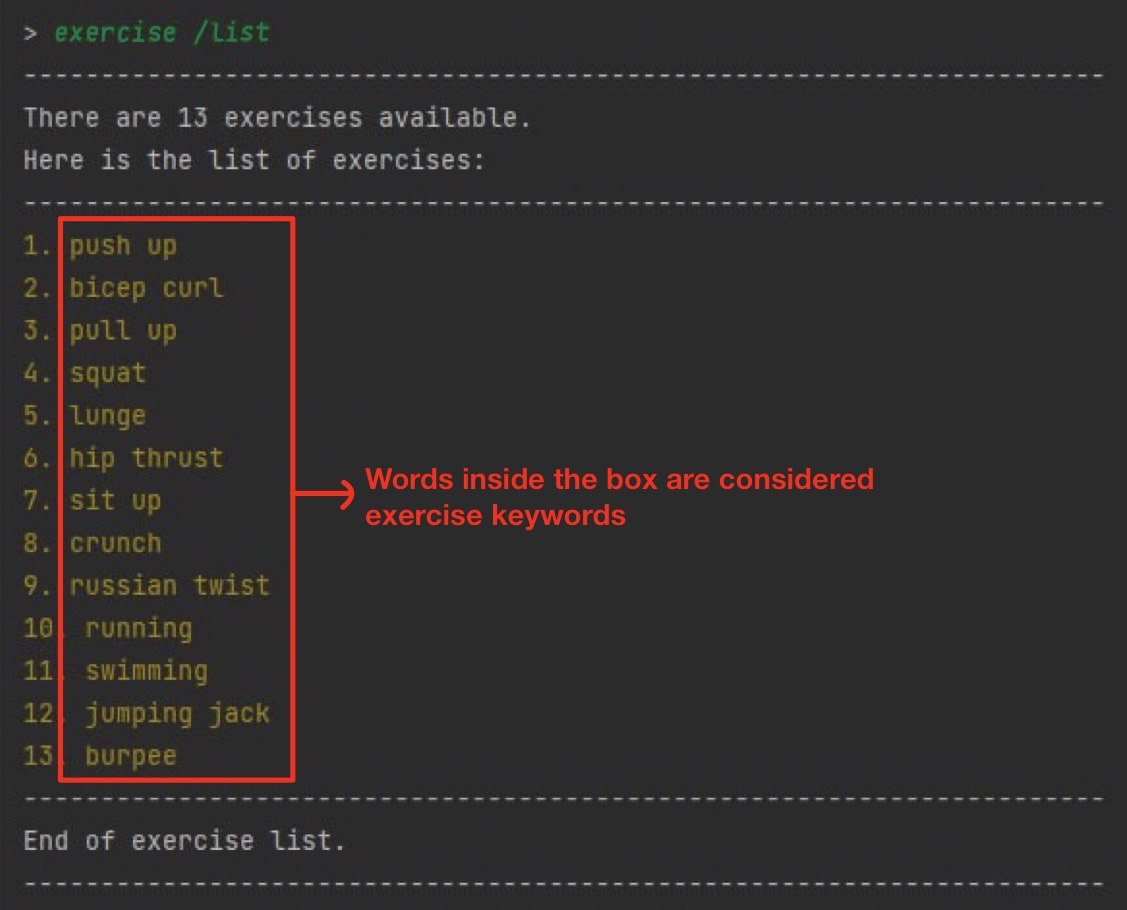 > exercise /list
----------------------------------------------------------------------
There are 13 exercises available.
Here is the list of exercises:
----------------------------------------------------------------------
1. push up
2. bicep curl
3. pull up
4. squat
5. lunge
6. hip thrust
7. sit up
8. crunch
9. russian twist
10. running
11. swimming
12. jumping jack
13. burpee
Words inside the box are considered
exercise keywords
----------------------------------------------------------------------
End of exercise list.
----------------------------------------------------------------------